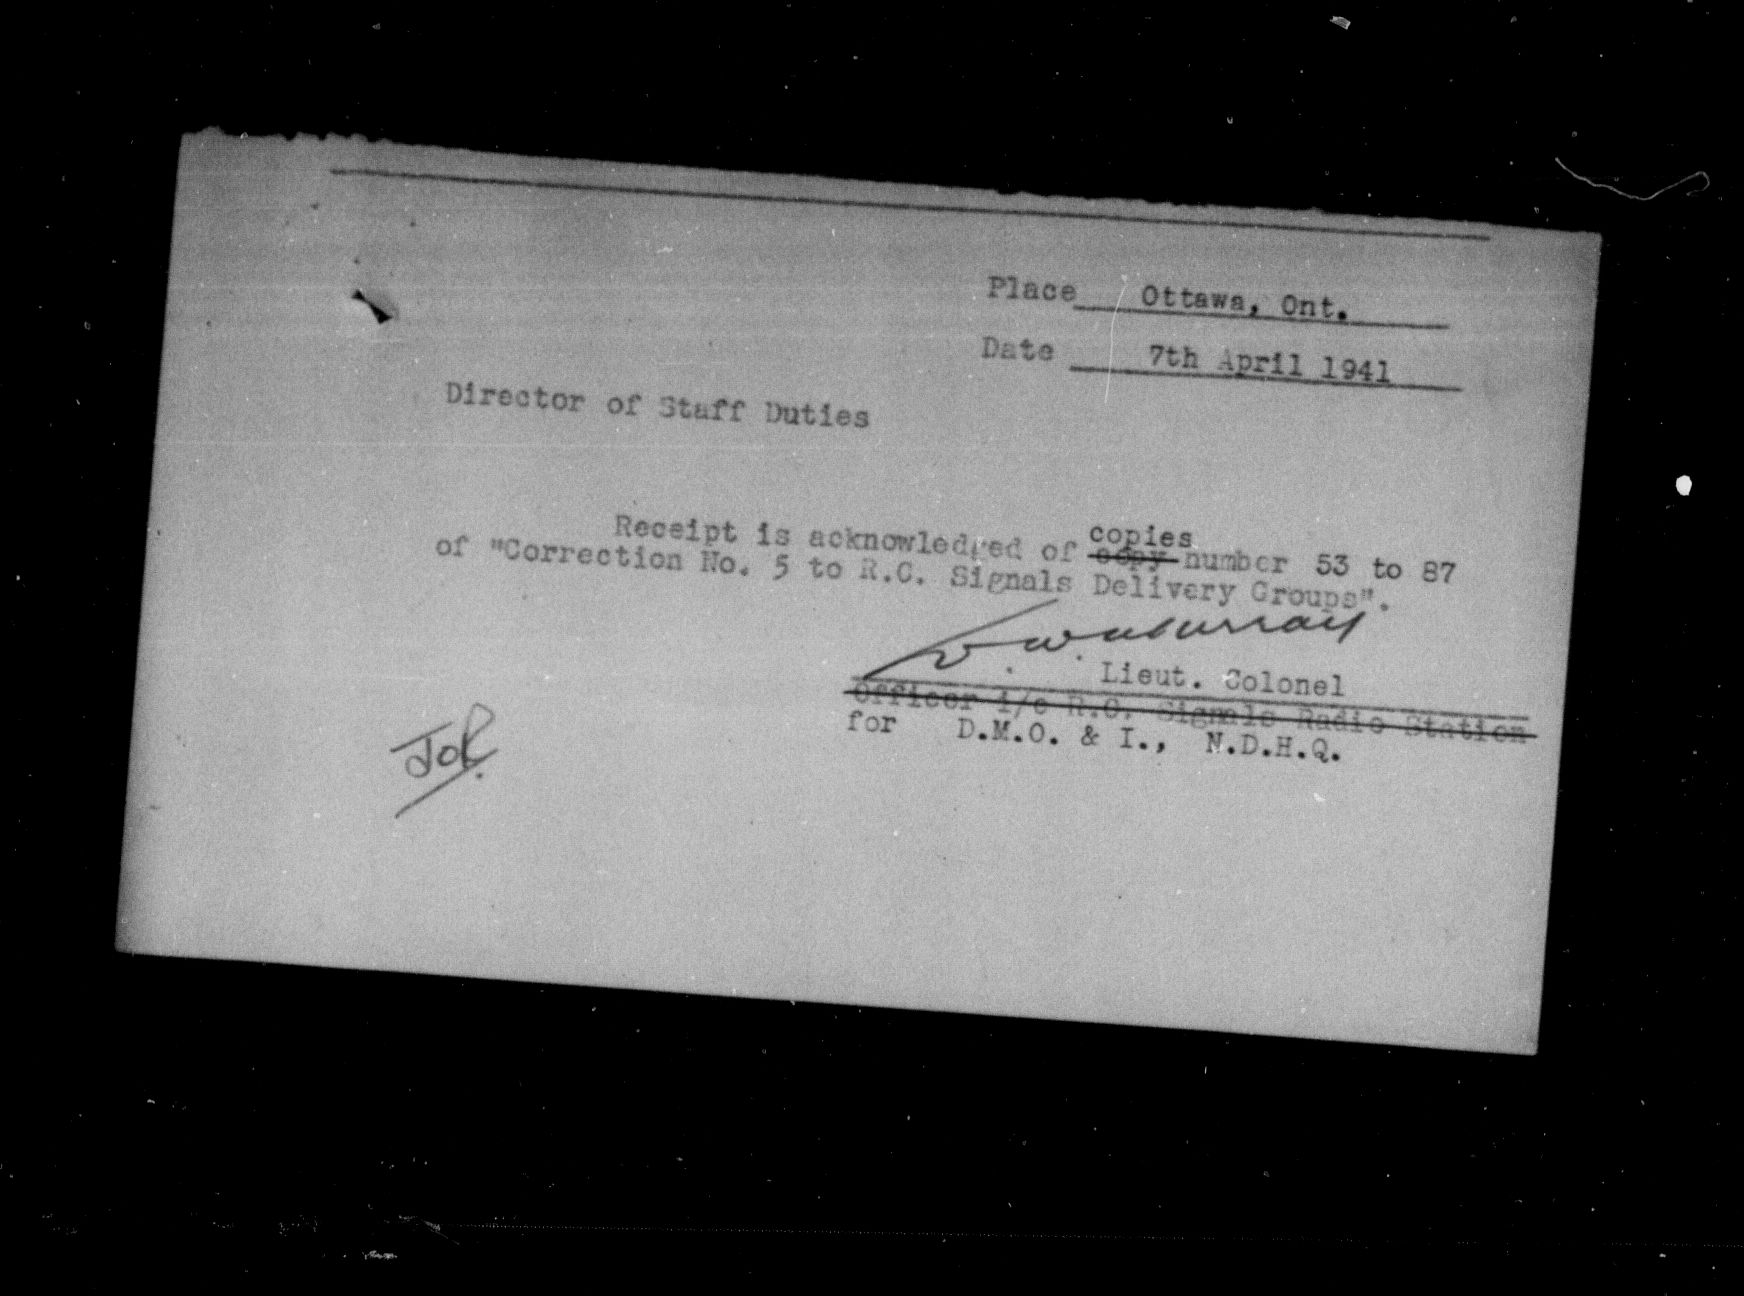 Place Ottawa, Ont.
Date 7th April 1941
Director of Staff Duties
copies
Receipt is acknowledged of copy number 53 to 87
of "Correction No. 5 to R.C. Signals Delivery Groups".
Murray
Lieut. Colonel
Officer i/c R.C. Signals Radio Station
for D.M.O. & I., N.D.H.Q.